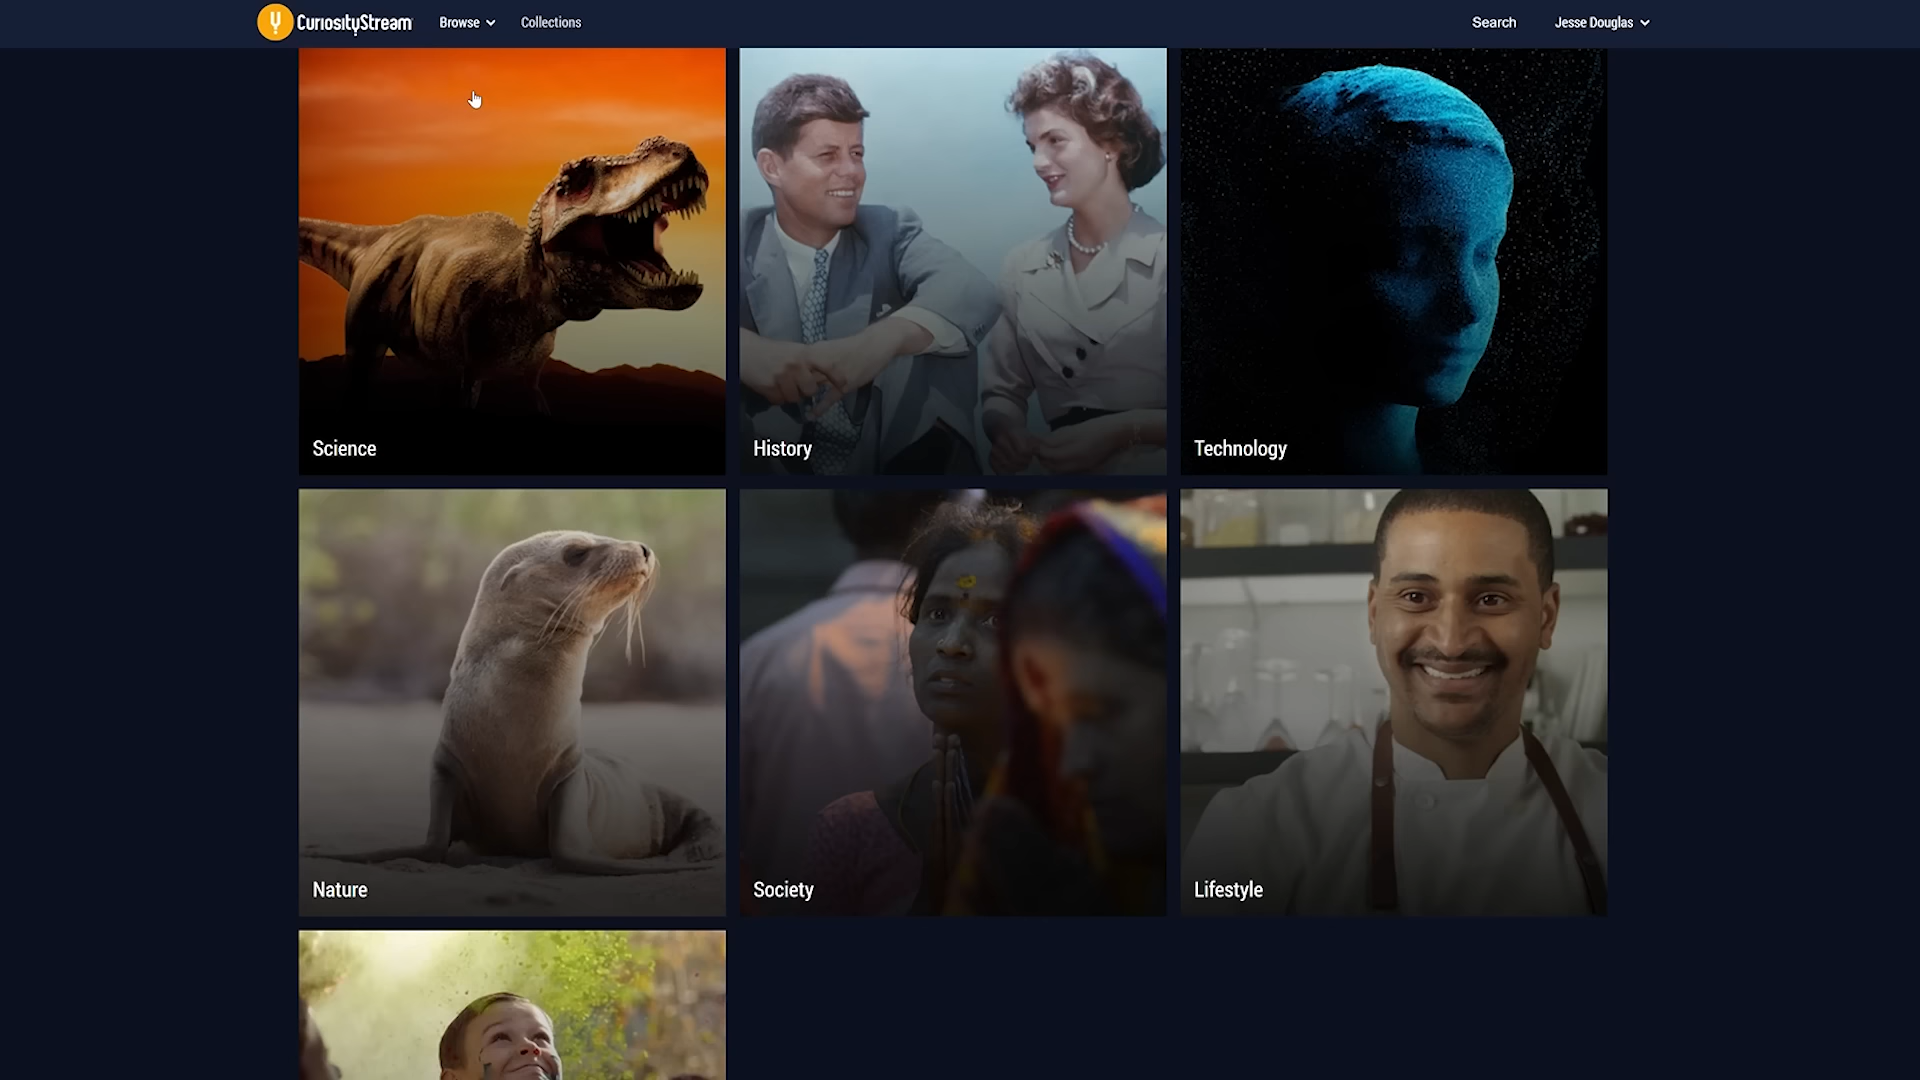 CuriosityStream
Browse
Collections
Search
Jesse Douglas
Science
History
Technology
Nature
Society
Lifestyle